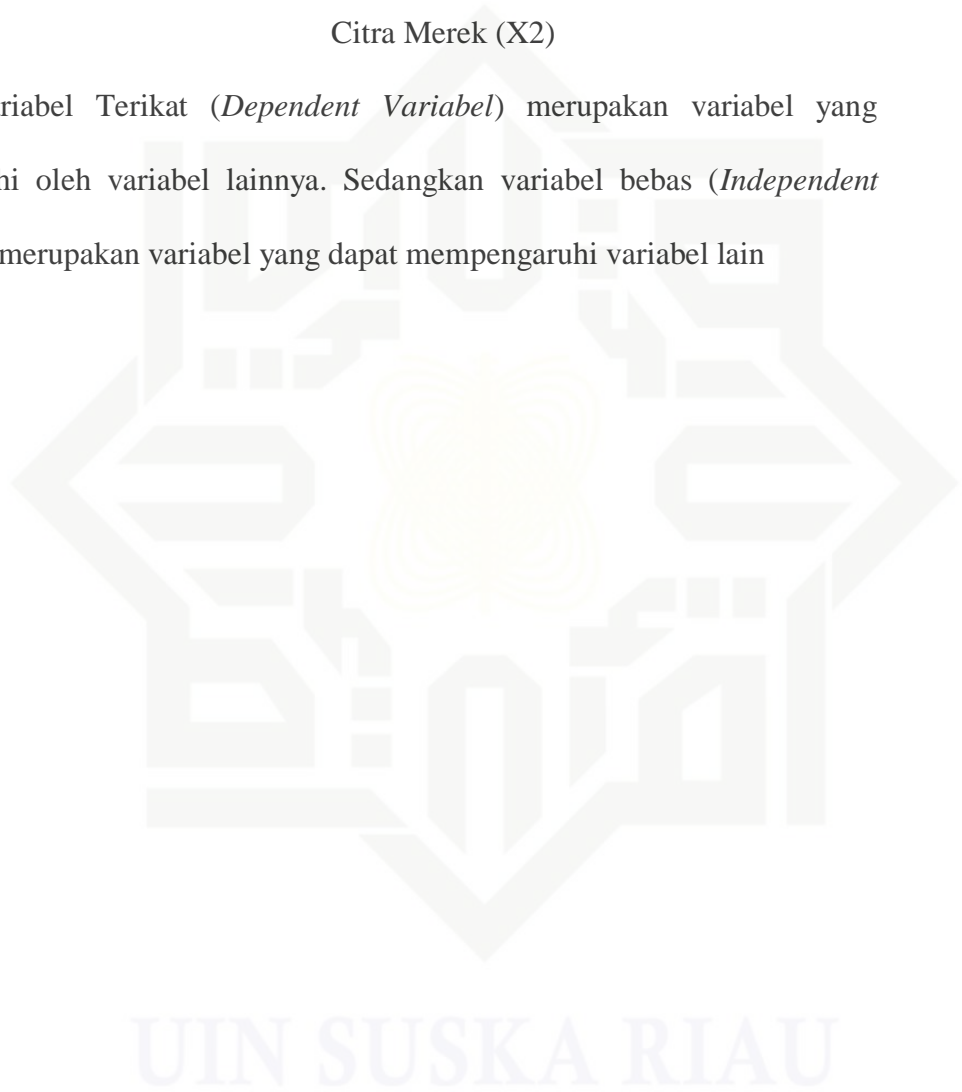 Citra Merek (X2)
riabel Terikat (Dependent Variabel) merupakan variabel yang
ni oleh variabel lainnya. Sedangkan variabel bebas (Independent
merupakan variabel yang dapat mempengaruhi variabel lain
UIN SUSKA RIAU